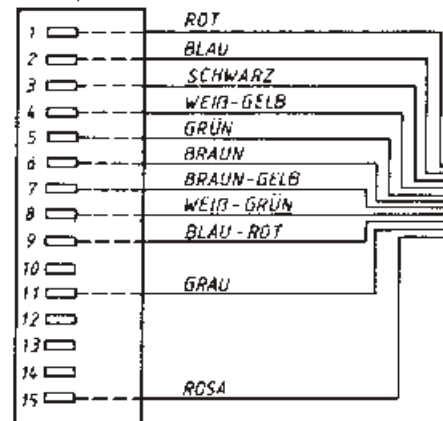 1 ROT
2 BLAU
3 SCHWARZ
4 WEIß-GELB
5 GRÜN
6 BRAUN
7 BRAUN-GELB
8 WEIß-GRÜN
9 BLAU-ROT
10
11 GRAU
12
13
14
15 ROSA